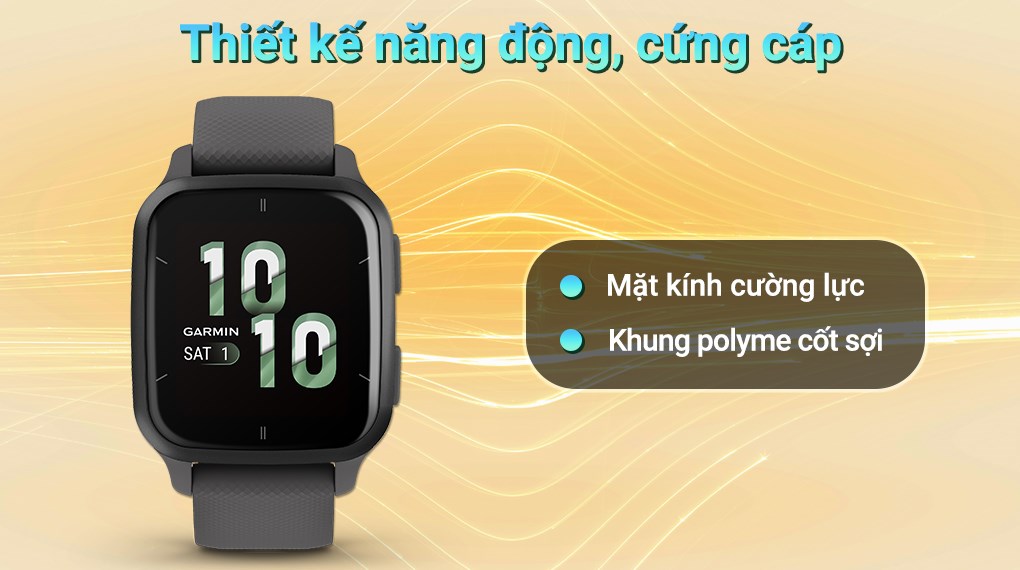 Thiết kế năng động, cứng cáp
10
10
GARMIN
SAT 1
Mặt kính cường lực
Khung polyme cốt sợi